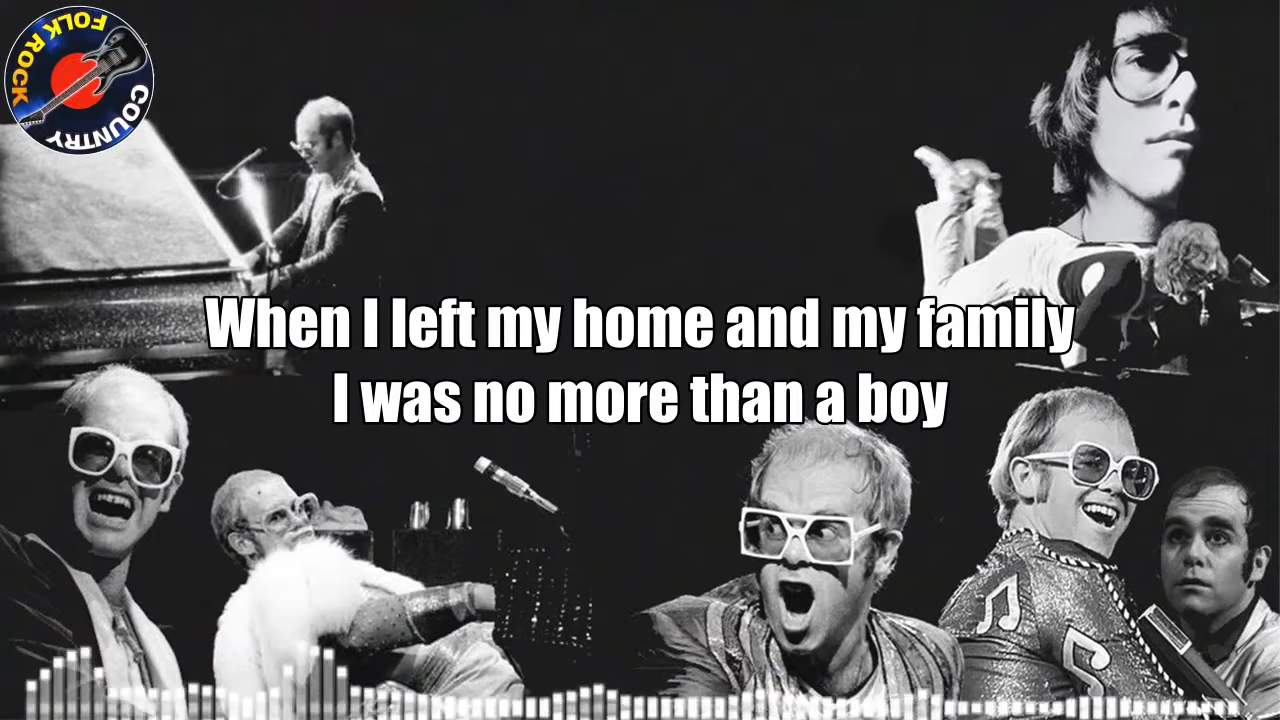 FOLK ROCK
COUNTRY
When I left my home and my family
I was no more than a boy